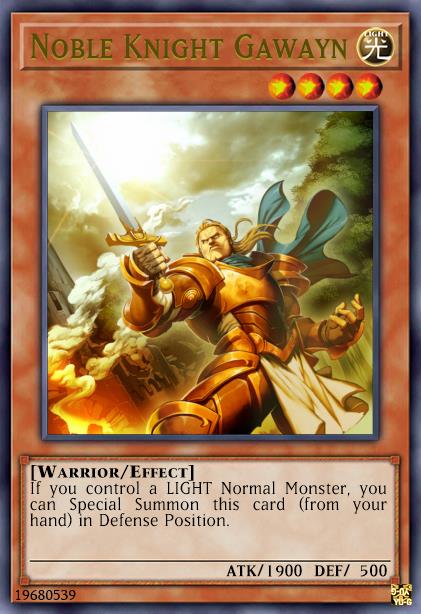 Noble Knight Gawayn
LIGHT
光
[Warrior/Effect]
If you control a LIGHT Normal Monster, you
can Special Summon this card (from your
hand) in Defense Position.
ATK/1900 DEF/ 500
19680539